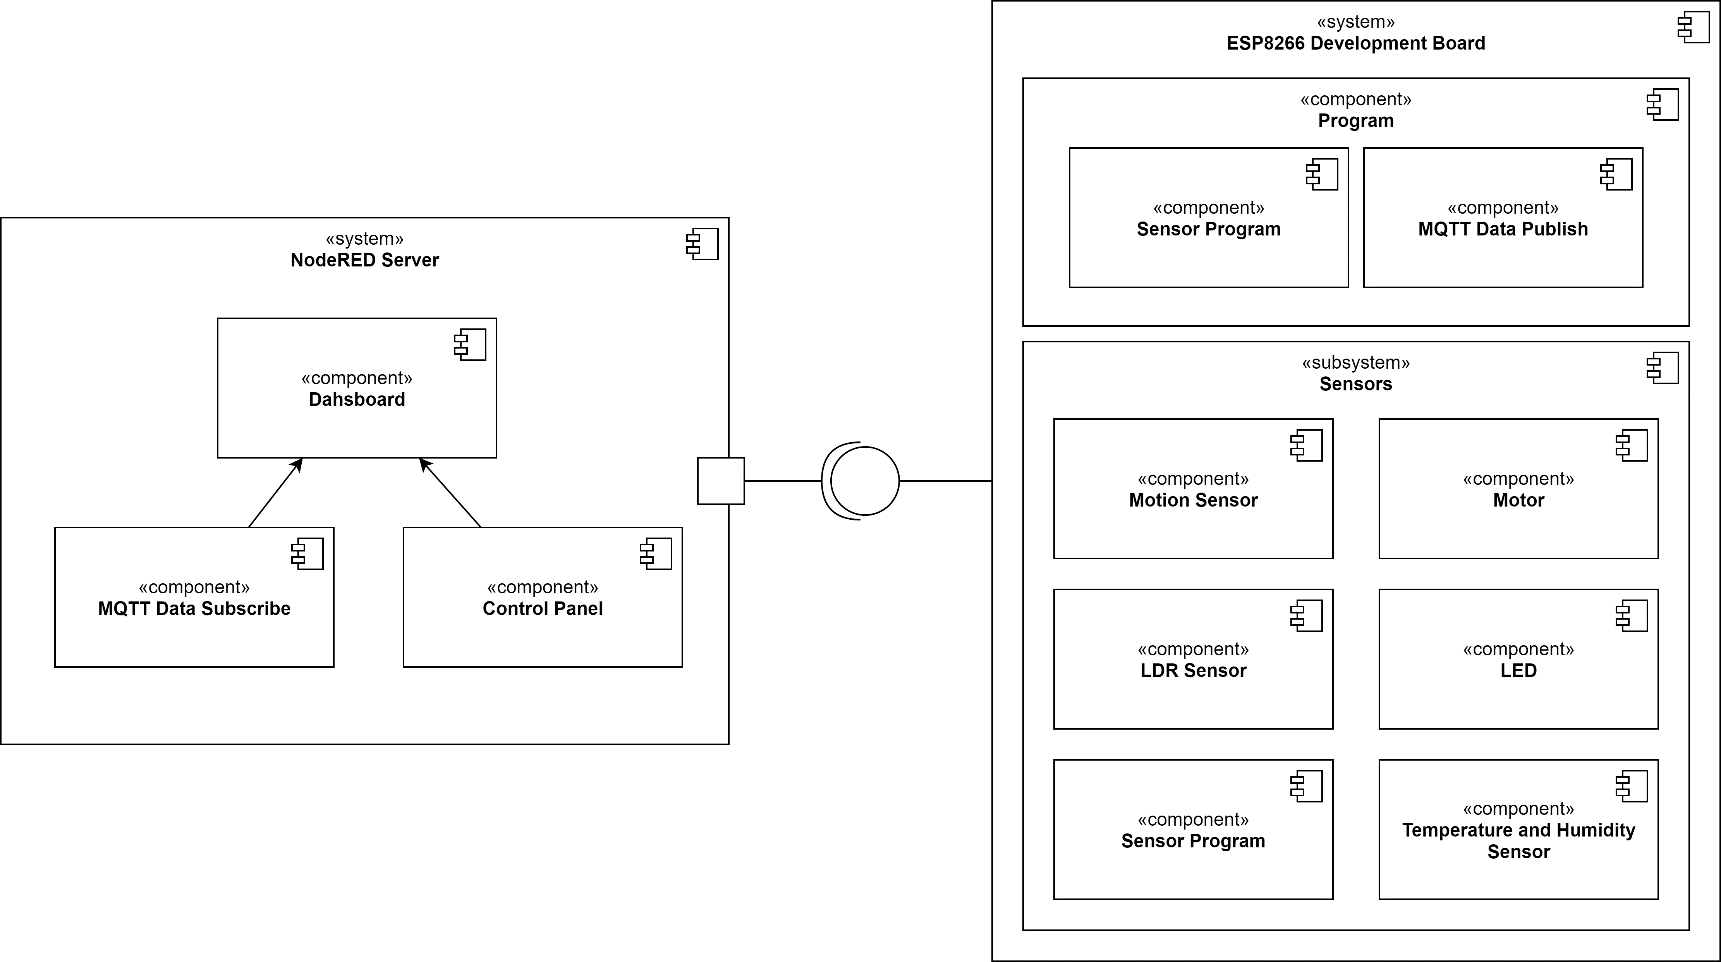 «system»
NodeRED Server
«component»
Dahsboard
«component»
MQTT Data Subscribe
«component»
Control Panel
«system»
ESP8266 Development Board
«component»
Program
«component»
Sensor Program
«component»
MQTT Data Publish
«subsystem»
Sensors
«component»
Motion Sensor
«component»
Motor
«component»
LDR Sensor
«component»
LED
«component»
Sensor Program
«component»
Temperature and Humidity
Sensor